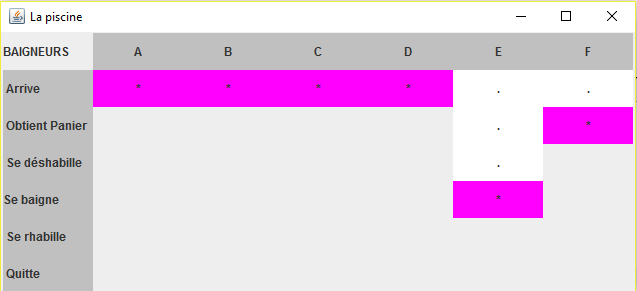 La piscine
BAIGNEURS A B C D E F
Arrive * * * * . .
Obtient Panier . *
Se déshabille .
Se baigne *
Se rhabille
Quitte